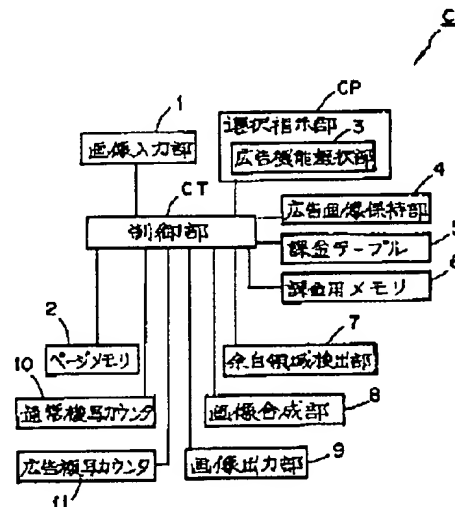 C
CP
選択指示部
3
広告機能選択部
1
画像入力部
CT
制御部
4
広告画像保持部
5
課金テーブル
6
課金用メモリ
2
ページメモリ
7
余白領域検出部
10
通常複写カウンタ
8
画像合成部
広告複写カウンタ
11
画像出力部
9